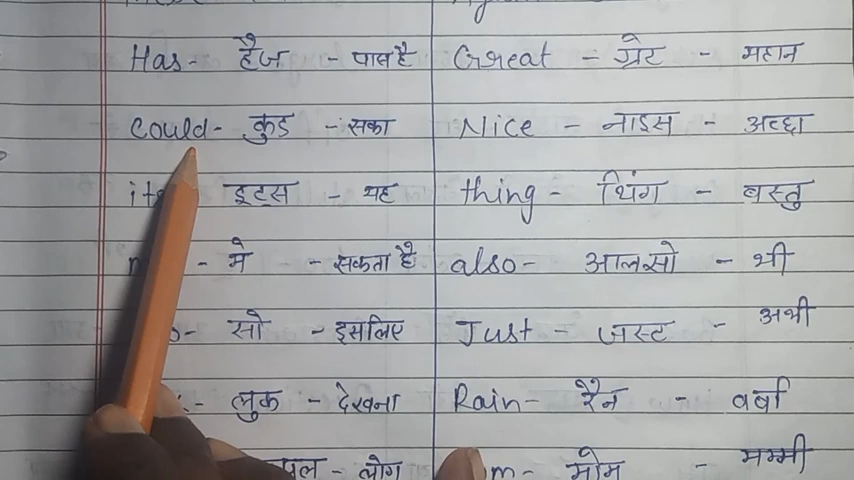 Has- हैज - पास है Great - ग्रेट - महान
Could- कुड - सका Nice - नाइस - अच्छा
इट्स - यह thing - थिंग - वस्तु
- मे - सकता है also- आलसो - भी
- सो - इसलिए Just - जस्ट - अभी
- लुक - देखना Rain- रैन - वर्षा
- लोग - मोम - मम्मी